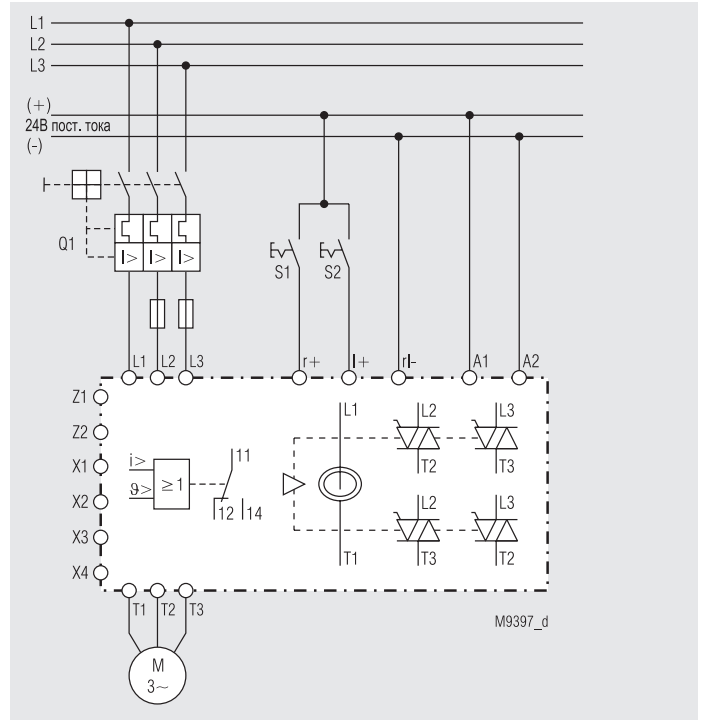 L1
L2
L3
(+)
24В пост. тока
(-)
Q1
I> I> I>
S1 S2
L1 L2 L3 r+ l+ rl- A1 A2
Z1
Z2
X1
X2
X3
X4
i>
ϑ>
≥1
11
12 14
L1 L2 L3
T2 T3
L2 L3
T1 T3 T2
T1 T2 T3
M
3~
M9397_d